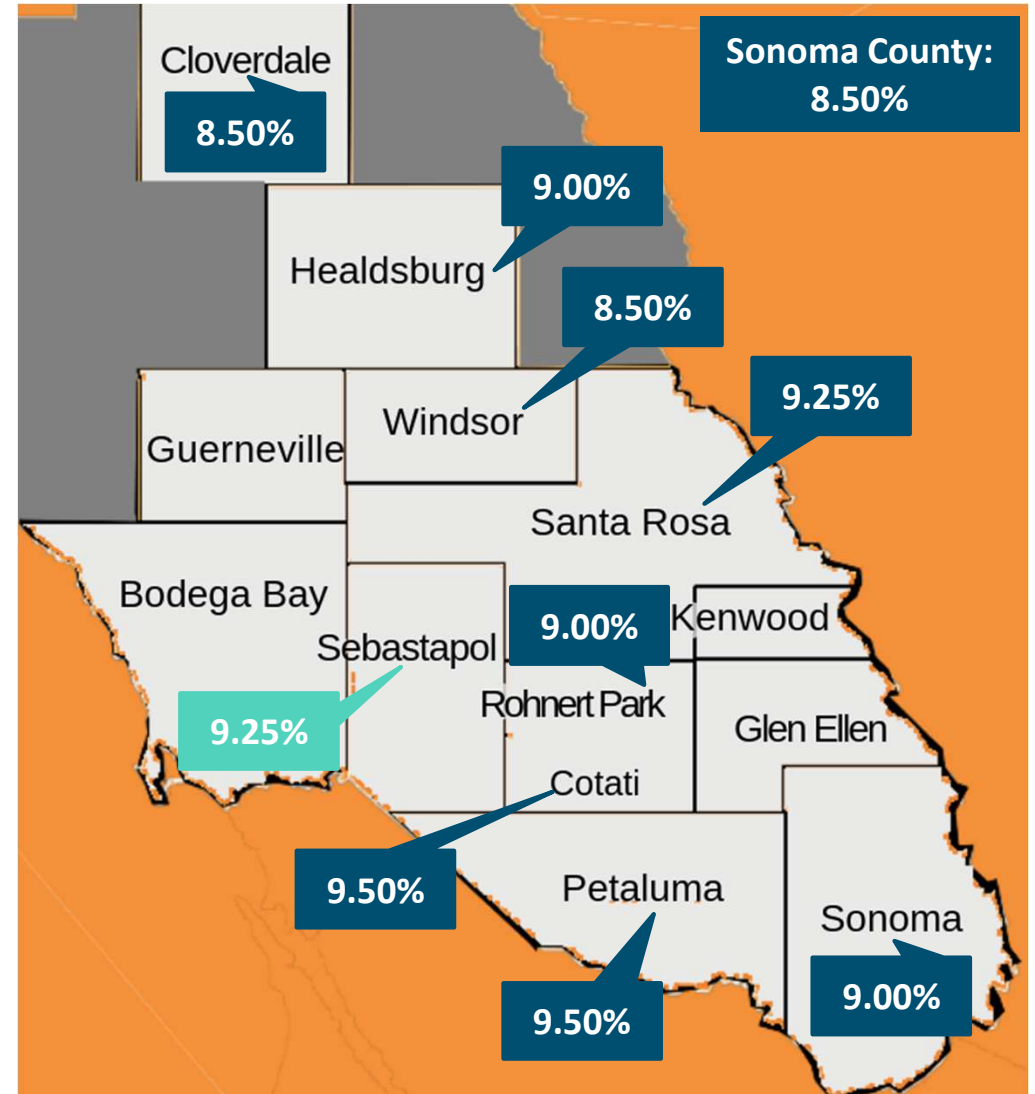 Sonoma County:
8.50%
Cloverdale
8.50%
9.00%
Healdsburg
8.50%
Windsor
9.25%
Guerneville
Santa Rosa
Bodega Bay
9.00%
Kenwood
Sebastapol
Rohnert Park
9.25%
Glen Ellen
Cotati
9.50%
Petaluma
Sonoma
9.50%
9.00%